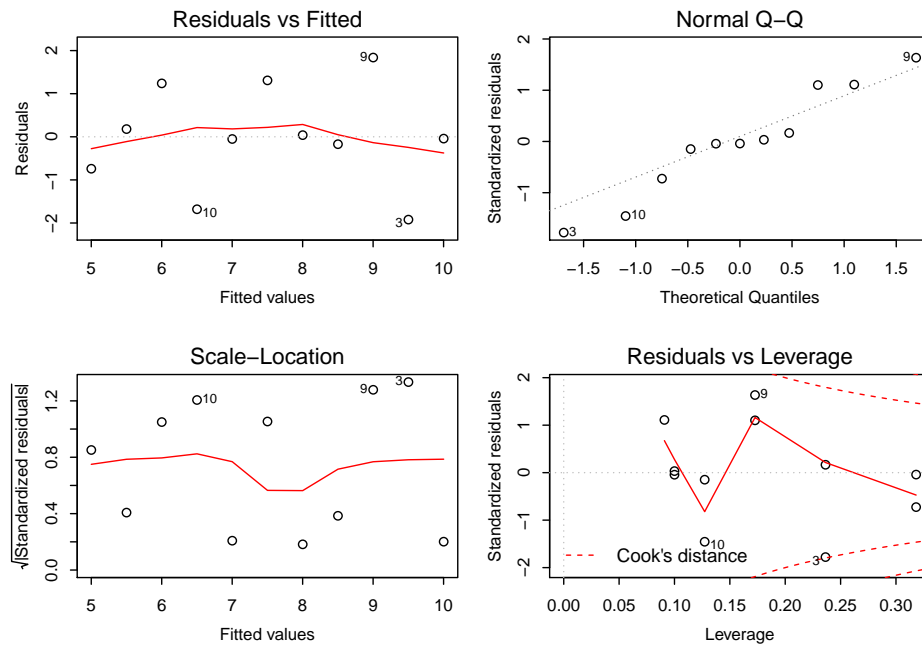 Residuals vs Fitted
Residuals
2
1
0
−1
−2
9
10
3
5 6 7 8 9 10
Fitted values
Normal Q−Q
Standardized residuals
1
0
−1
9
10
3
−1.5 −1.0 −0.5 0.0 0.5 1.0 1.5
Theoretical Quantiles
Scale−Location
√|Standardized residuals|
1.2
0.8
0.4
0.0
10
9
3
5 6 7 8 9 10
Fitted values
Residuals vs Leverage
Standardized residuals
2
1
0
−1
−2
9
10
3
Cook's distance
0.00 0.05 0.10 0.15 0.20 0.25 0.30
Leverage